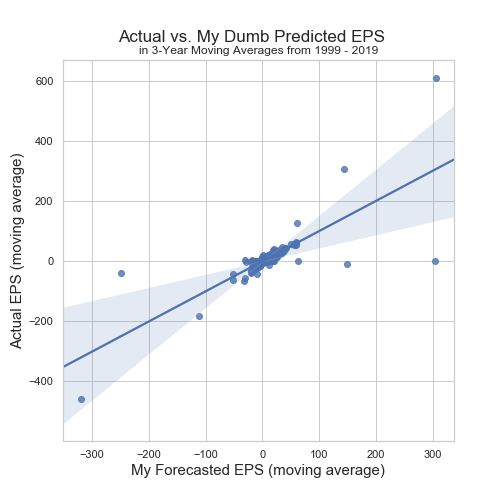 Actual vs. My Dumb Predicted EPS
in 3-Year Moving Averages from 1999 - 2019
600
400
200
0
−200
−400
Actual EPS (moving average)
−300 −200 −100 0 100 200 300
My Forecasted EPS (moving average)